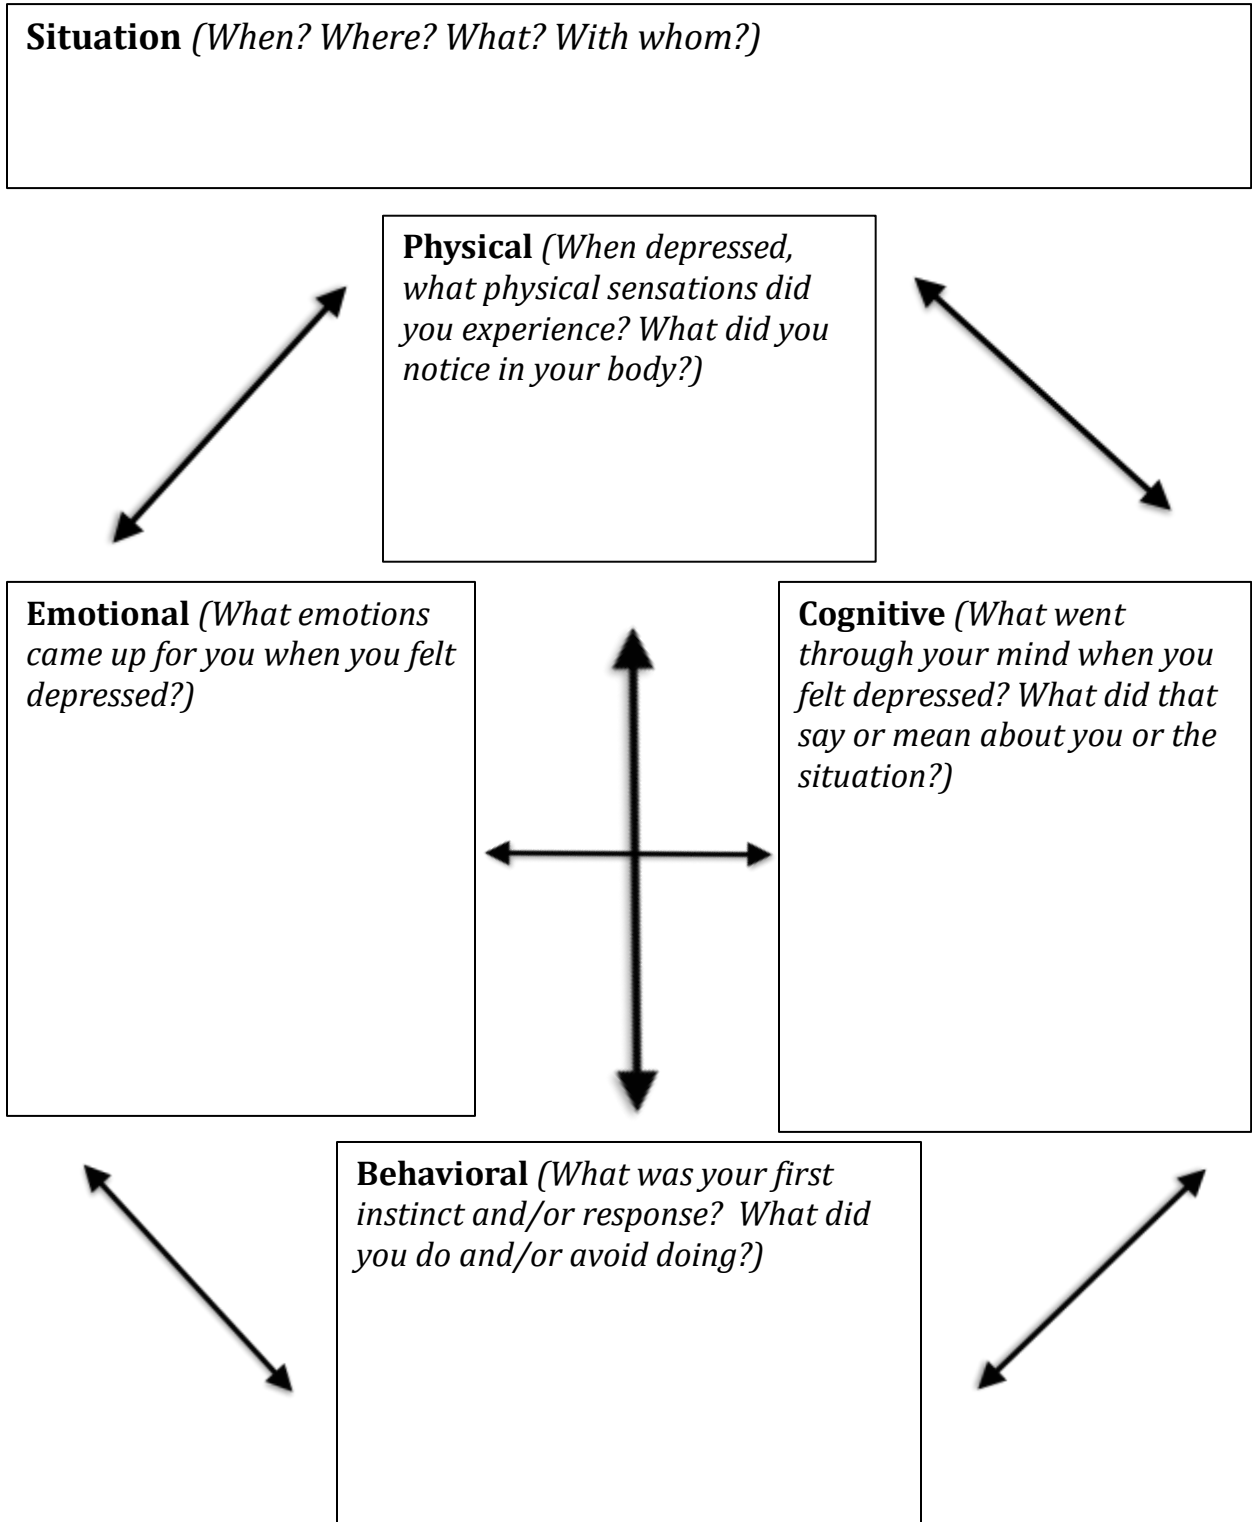 Situation (When? Where? What? With whom?)
Physical (When depressed,
what physical sensations did
you experience? What did you
notice in your body?)
Emotional (What emotions
came up for you when you felt
depressed?)
Cognitive (What went
through your mind when you
felt depressed? What did that
say or mean about you or the
situation?)
Behavioral (What was your first
instinct and/or response?  What did
you do and/or avoid doing?)